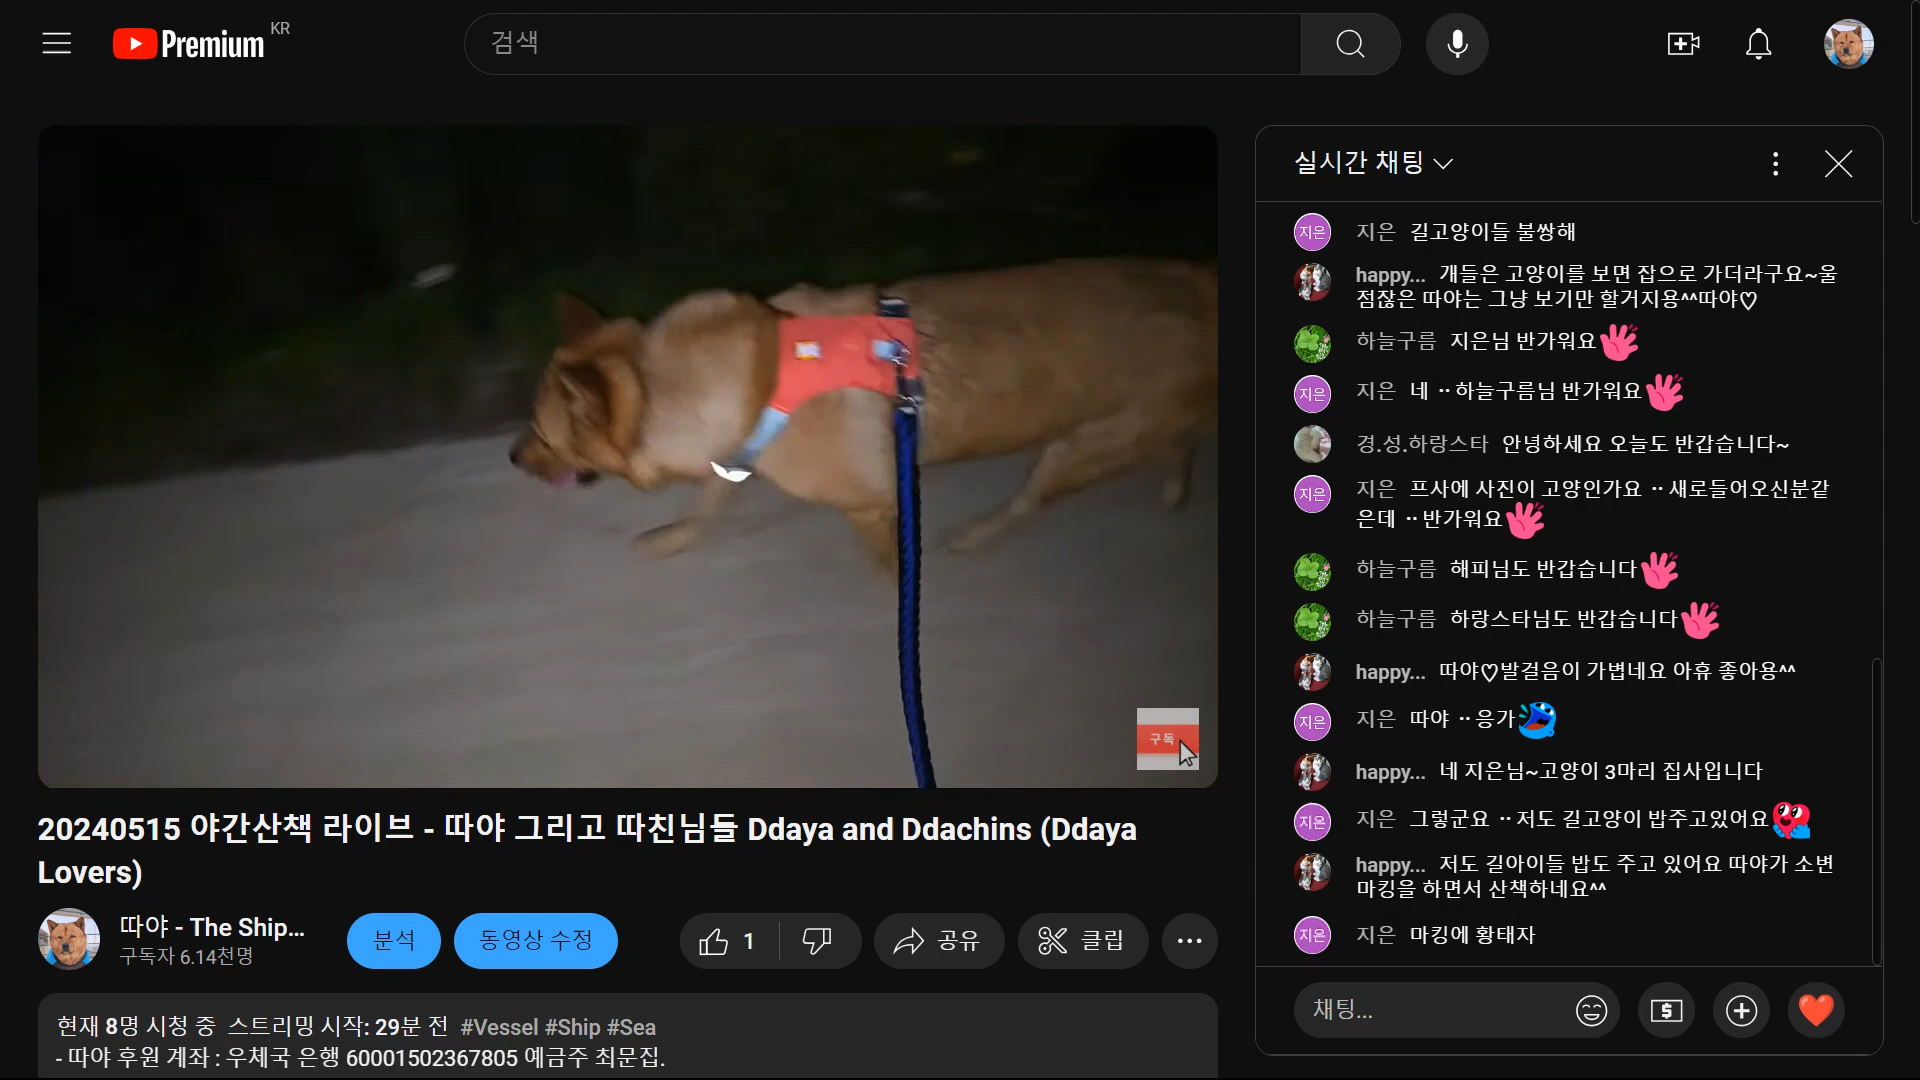 Premium KR
검색
실시간 채팅
지은 길고양이들 불쌍해
happy... 개들은 고양이를 보면 잡으로 가더라구요~울
점잖은 따야는 그냥 보기만 할거지용^^따야♡
하늘구름 지은님 반가워요
지은 네 ··하늘구름님 반가워요
경.성.하랑스타 안녕하세요 오늘도 반갑습니다~
지은 프사에 사진이 고양인가요 ··새로들어오신분같
은데 ··반가워요
하늘구름 해피님도 반갑습니다
하늘구름 하랑스타님도 반갑습니다
happy... 따야♡발걸음이 가볍네요 아휴 좋아용^^
지은 따야 ··응가
happy... 네 지은님~고양이 3마리 집사입니다
지은 그렇군요 ··저도 길고양이 밥주고있어요
happy... 저도 길아이들 밥도 주고 있어요 따야가 소변
마킹을 하면서 산책하네요^^
지은 마킹에 황태자
채팅...
구독
20240515 야간산책 라이브 - 따야 그리고 따친님들 Ddaya and Ddachins (Ddaya
Lovers)
따야 - The Ship...
구독자 6.14천명
분석
동영상 수정
1
공유
클립
현재 8명 시청 중 스트리밍 시작: 29분 전 #Vessel #Ship #Sea
- 따야 후원 계좌 : 우체국 은행 60001502367805 예금주 최문집.